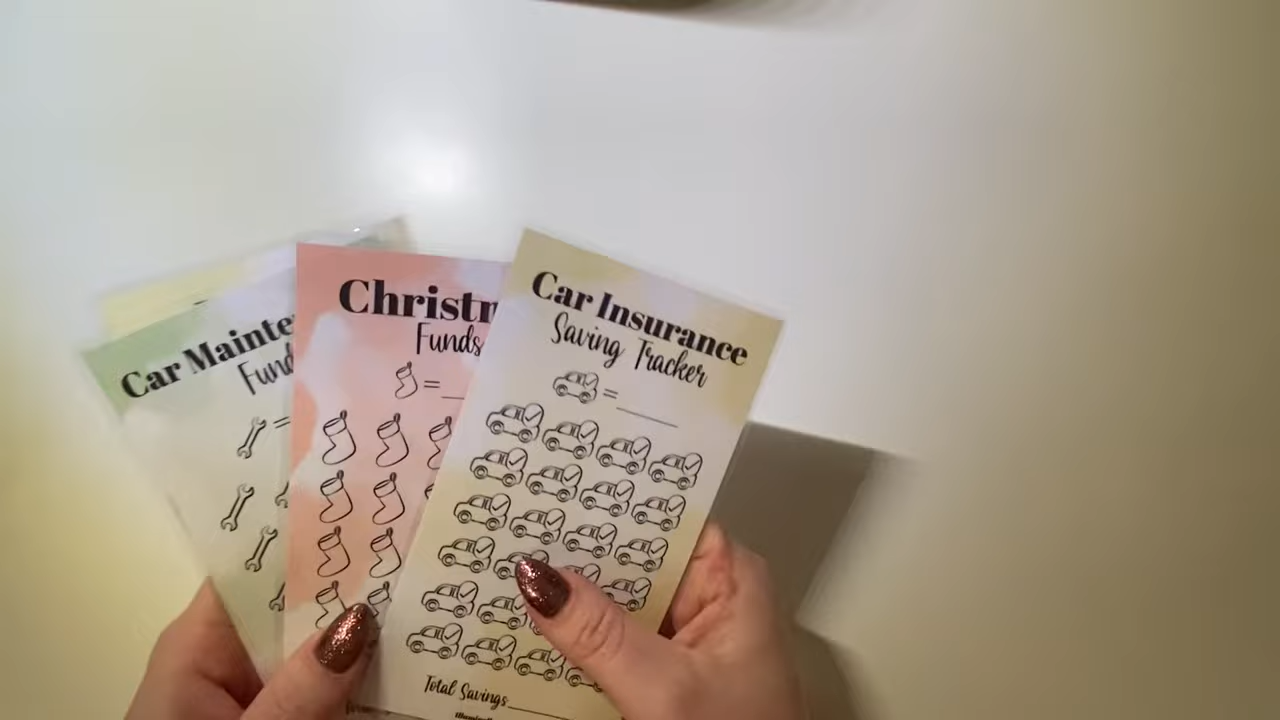 Car Insurance
Saving Tracker
=
Total Savings
Christm
Funds
=
Car Mainte
Fund
=